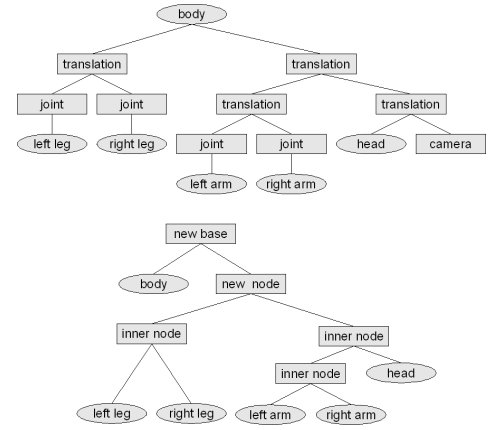 body
translation translation
joint joint translation translation
left leg right leg joint joint head camera
left arm right arm
new base
body new node
inner node inner node
inner node head
left leg right leg left arm right arm